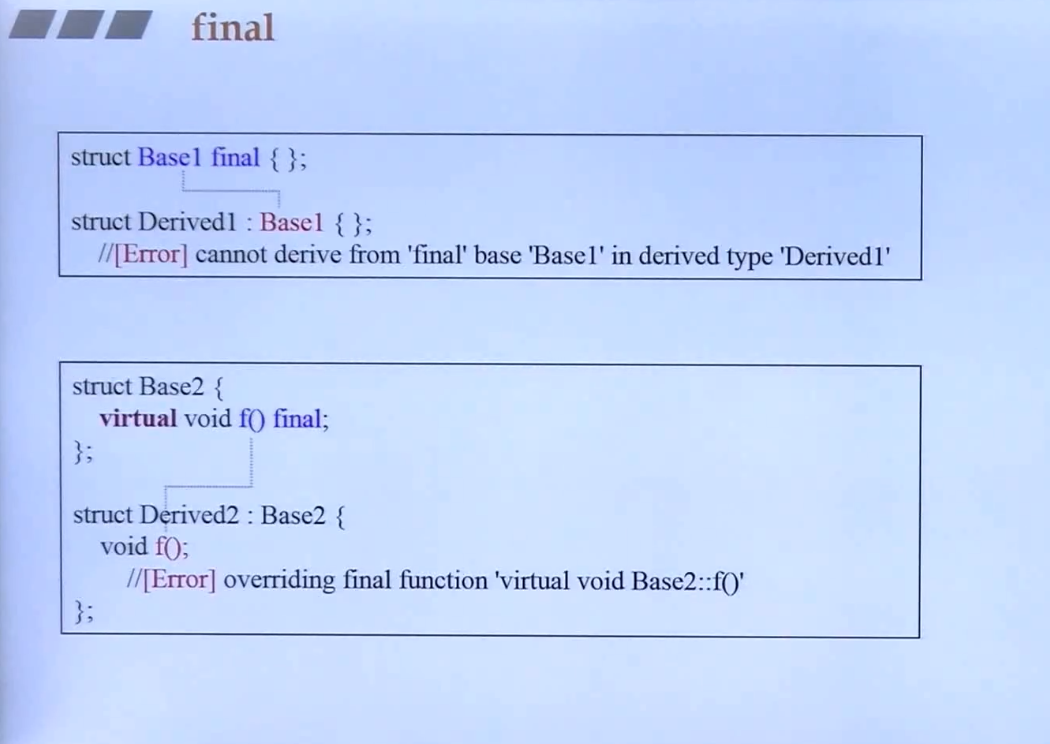 final
struct Base1 final { };
struct Derived1 : Base1 { };
//[Error] cannot derive from 'final' base 'Base1' in derived type 'Derived1'
struct Base2 {
virtual void f() final;
};
struct Derived2 : Base2 {
void f();
//[Error] overriding final function 'virtual void Base2::f()'
};